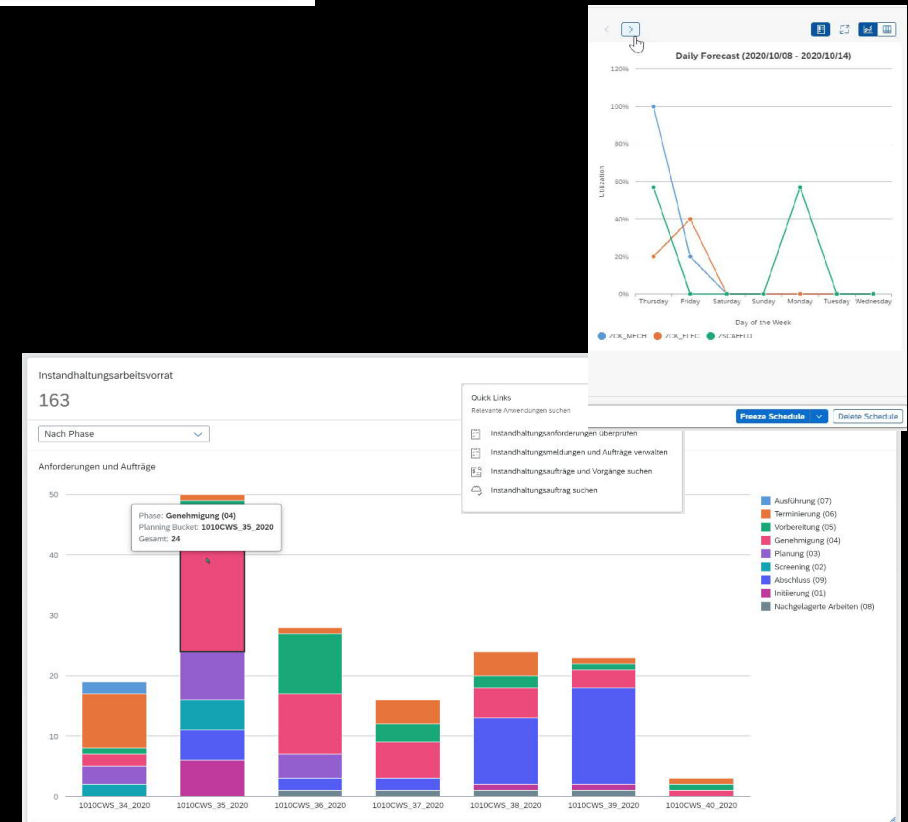 Daily Forecast (2020/10/08 - 2020/10/14)
120%
100%
80%
60%
40%
20%
0%
Utilization
Thursday Friday Saturday Sunday Monday Tuesday Wednesday
Day of the Week
Freeze Schedule
Delete Schedule
Instandhaltungsarbeitsvorrat
163
Nach Phase
Quick Links
Relevante Anwendungen suchen
Instandhaltungsanforderungen überprüfen
Instandhaltungsmeldungen und Aufträge verwalten
Instandhaltungsaufträge und Vorgänge suchen
Instandhaltungsauftrag suchen
Anforderungen und Aufträge
50
40
30
20
10
0
Phase: Genehmigung (04)
Planning Bucket: 1010CWS_35_2020
Gesamt: 24
1010CWS_34_2020 1010CWS_35_2020 1010CWS_36_2020 1010CWS_37_2020 1010CWS_38_2020 1010CWS_39_2020 1010CWS_40_2020
Ausführung (07)
Terminierung (06)
Vorbereitung (05)
Genehmigung (04)
Planung (03)
Screening (02)
Abschluss (09)
Initiierung (01)
Nachgelagerte Arbeiten (08)